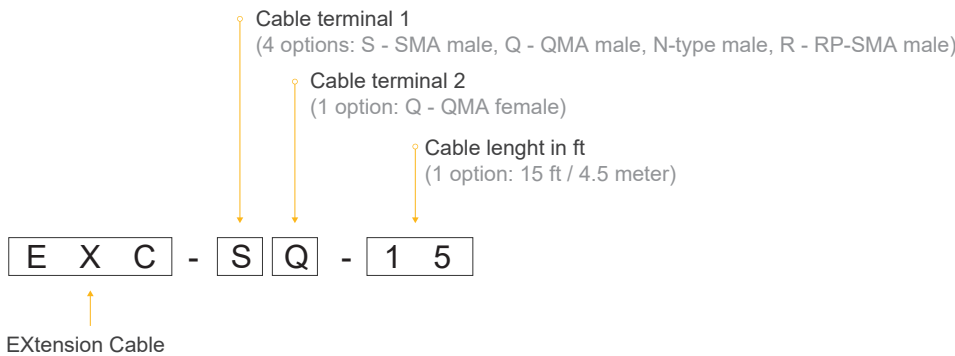 Cable terminal 1
(4 options: S - SMA male, Q - QMA male, N-type male, R - RP-SMA male)
Cable terminal 2
(1 option: Q - QMA female)
Cable lenght in ft
(1 option: 15 ft / 4.5 meter)
E X C - S Q - 1 5
EXtension Cable